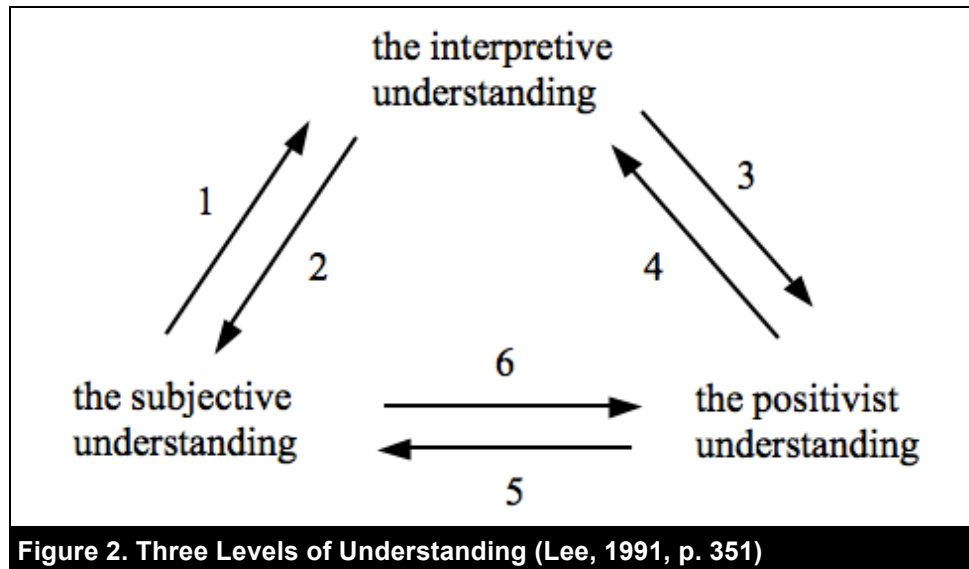 the interpretive
understanding
1
2
3
4
6
the subjective
understanding
the positivist
understanding
5
Figure 2. Three Levels of Understanding (Lee, 1991, p. 351)